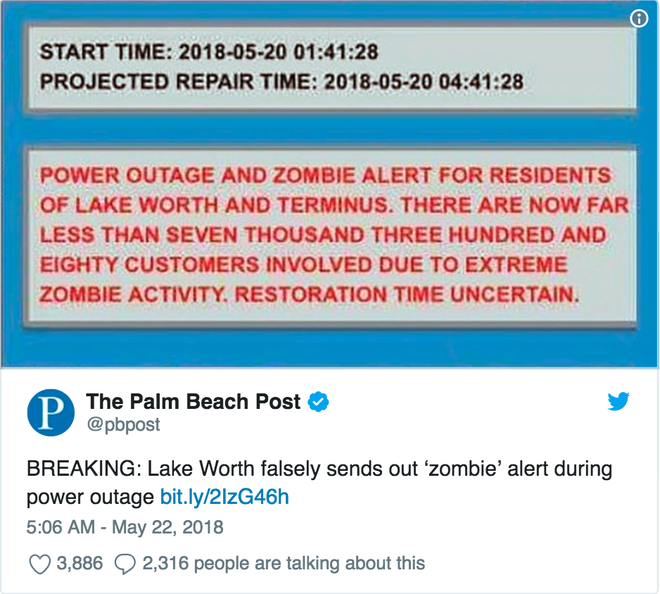 START TIME: 2018-05-20 01:41:28
PROJECTED REPAIR TIME: 2018-05-20 04:41:28
POWER OUTAGE AND ZOMBIE ALERT FOR RESIDENTS
OF LAKE WORTH AND TERMINUS. THERE ARE NOW FAR
LESS THAN SEVEN THOUSAND THREE HUNDRED AND
EIGHTY CUSTOMERS INVOLVED DUE TO EXTREME
ZOMBIE ACTIVITY. RESTORATION TIME UNCERTAIN.
P
The Palm Beach Post
@pbpost
BREAKING: Lake Worth falsely sends out ‘zombie’ alert during
power outage bit.ly/2IzG46h
5:06 AM - May 22, 2018
3,886 2,316 people are talking about this